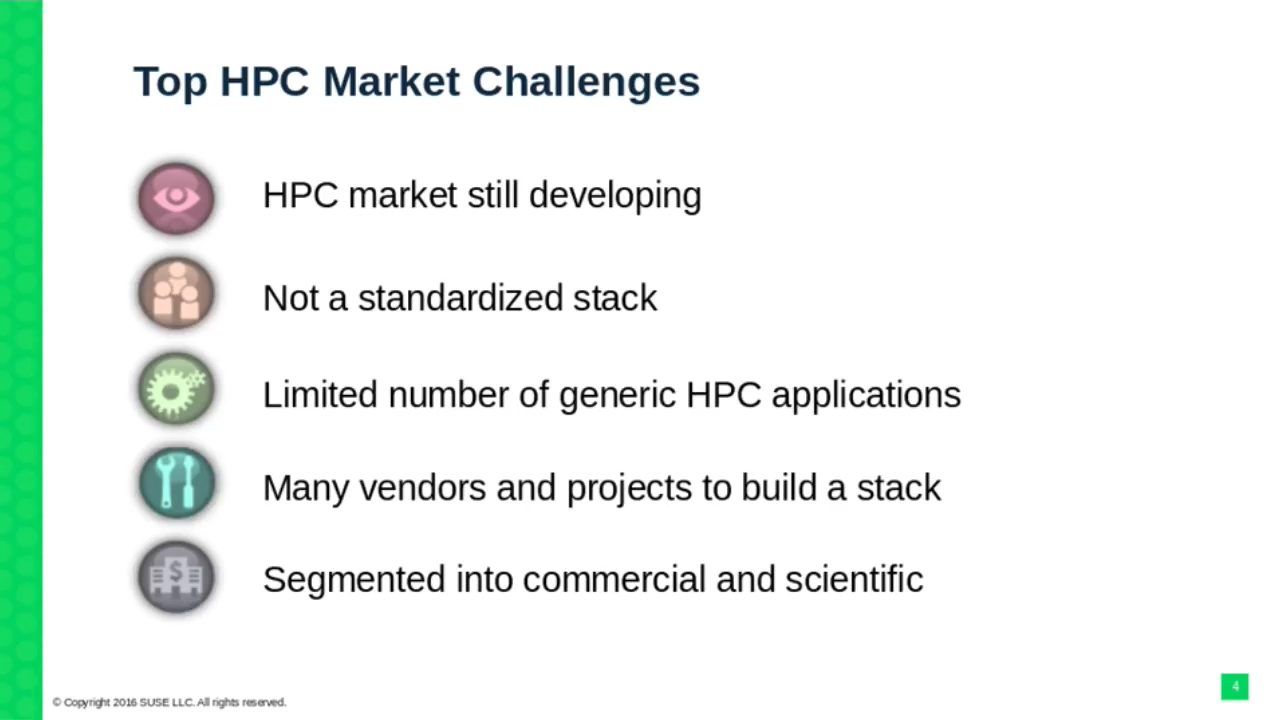 Top HPC Market Challenges
HPC market still developing
Not a standardized stack
Limited number of generic HPC applications
Many vendors and projects to build a stack
$
Segmented into commercial and scientific
© Copyright 2016 SUSE LLC. All rights reserved.
4